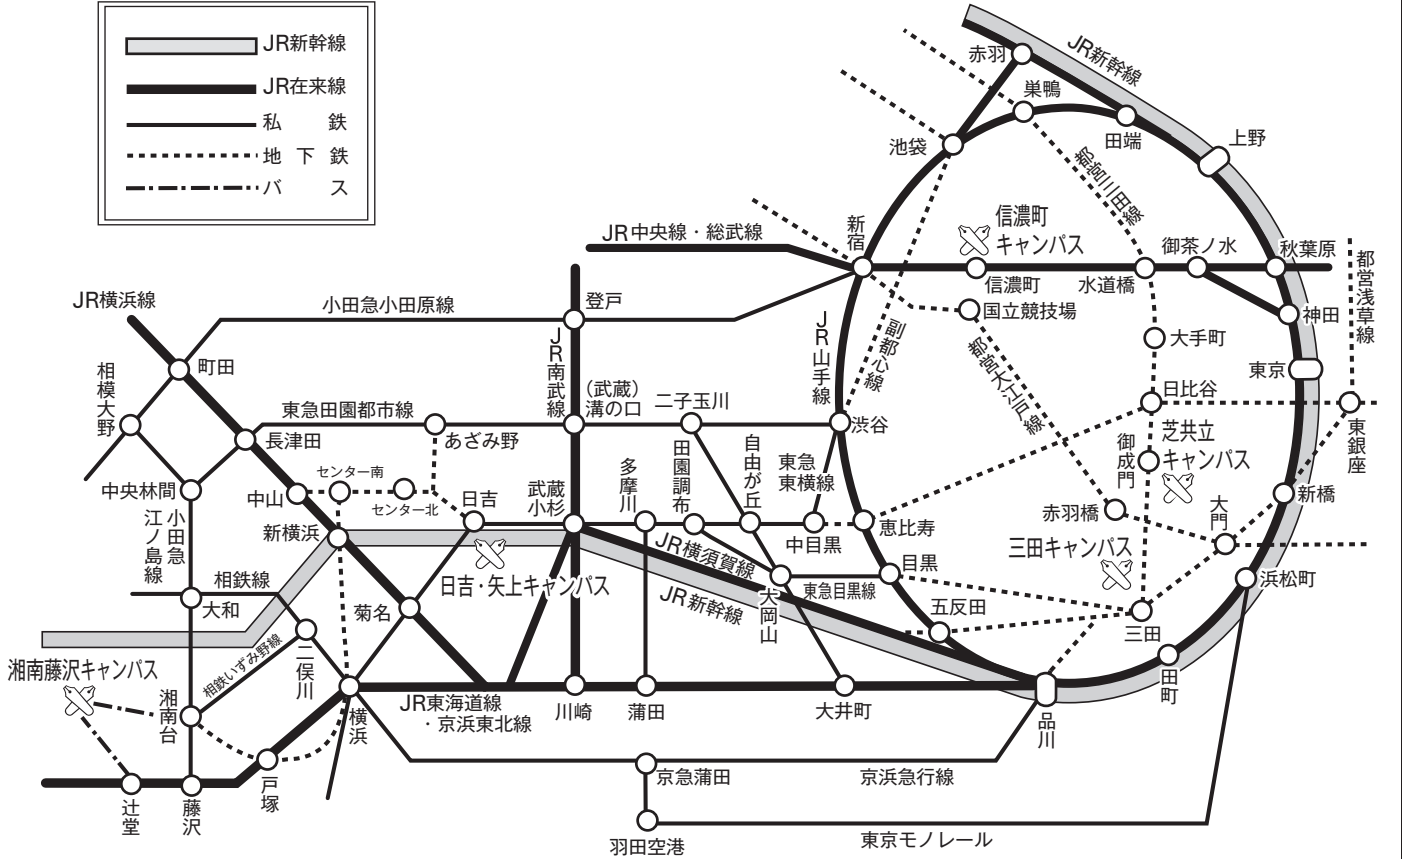 JR新幹線
JR在来線
私鉄
地下鉄
バス
赤羽
JR新幹線
巣鴨
池袋
田端
上野
都営三田線
新宿
信濃町
キャンパス
JR中央線・総武線
御茶ノ水
秋葉原
信濃町
水道橋
都営浅草線
JR横浜線
小田急小田原線
登戸
国立競技場
神田
JR山手線
副都心線
都営大江戸線
大手町
JR南武線
町田
相模大野
東京
(武蔵)
溝の口
二子玉川
日比谷
東急田園都市線
あざみ野
渋谷
東銀座
長津田
御成門
芝共立
キャンパス
田園調布
自由が丘
東急
東横線
多摩川
センター南
センター北
中央林間
中山
日吉
武蔵
小杉
新橋
赤羽橋
大門
小田急
江ノ島線
新横浜
中目黒
恵比寿
JR横須賀線
三田キャンパス
目黒
浜松町
日吉・矢上キャンパス
JR新幹線
東急目黒線
大岡山
相鉄線
大和
菊名
五反田
三田
二俣川
相鉄いずみ野線
湘南藤沢キャンパス
湘南台
田町
JR東海道線
・京浜東北線
川崎
蒲田
大井町
品川
横浜
戸塚
京急蒲田
京浜急行線
辻堂
藤沢
羽田空港
東京モノレール